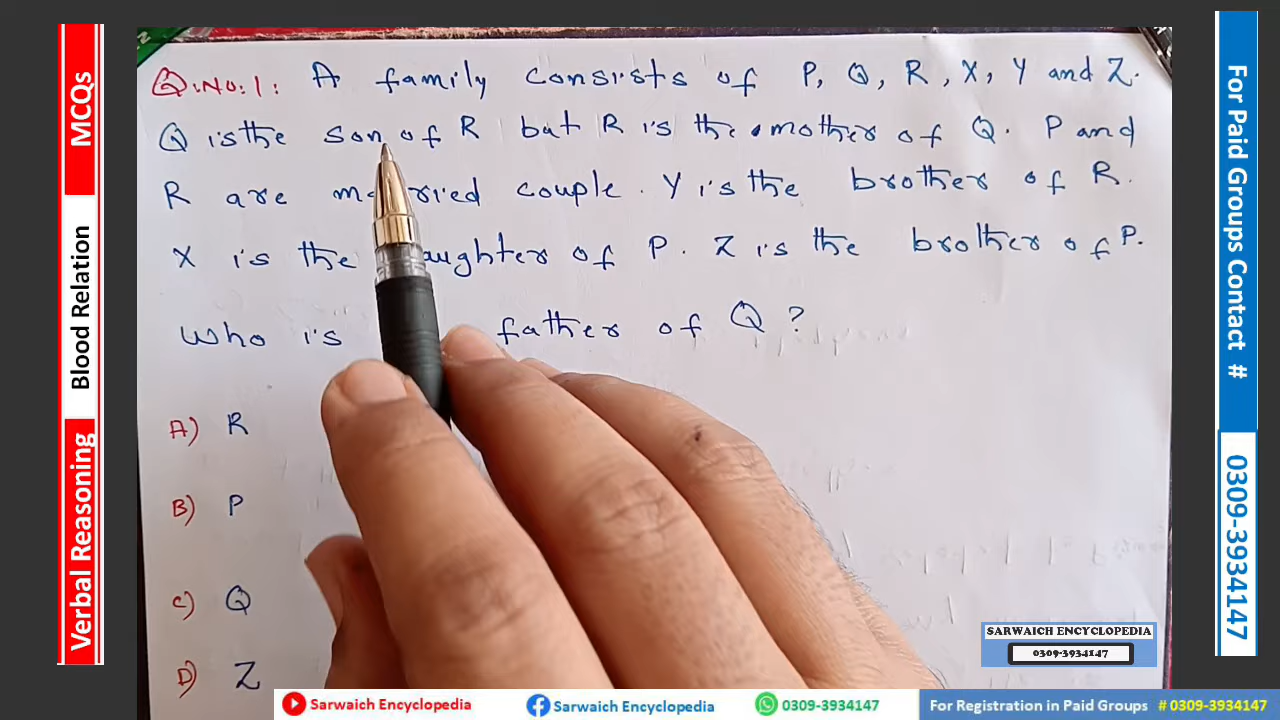 MCQs
Blood Relation
Verbal Reasoning
Q.No.1: A family consists of P, Q, R, X, Y and Z.
Q is the son of R but R is the mother of Q. P and
R are married couple. Y is the brother of R.
X is the daughter of P. Z is the brother of P.
Who is father of Q?
A) R
B) P
C) Q
D) Z
For Paid Groups Contact #
0309-3934147
SARWAICH ENCYCLOPEDIA
0309-3934147
Sarwaich Encyclopedia
Sarwaich Encyclopedia
0309-3934147
For Registration in Paid Groups # 0309-3934147